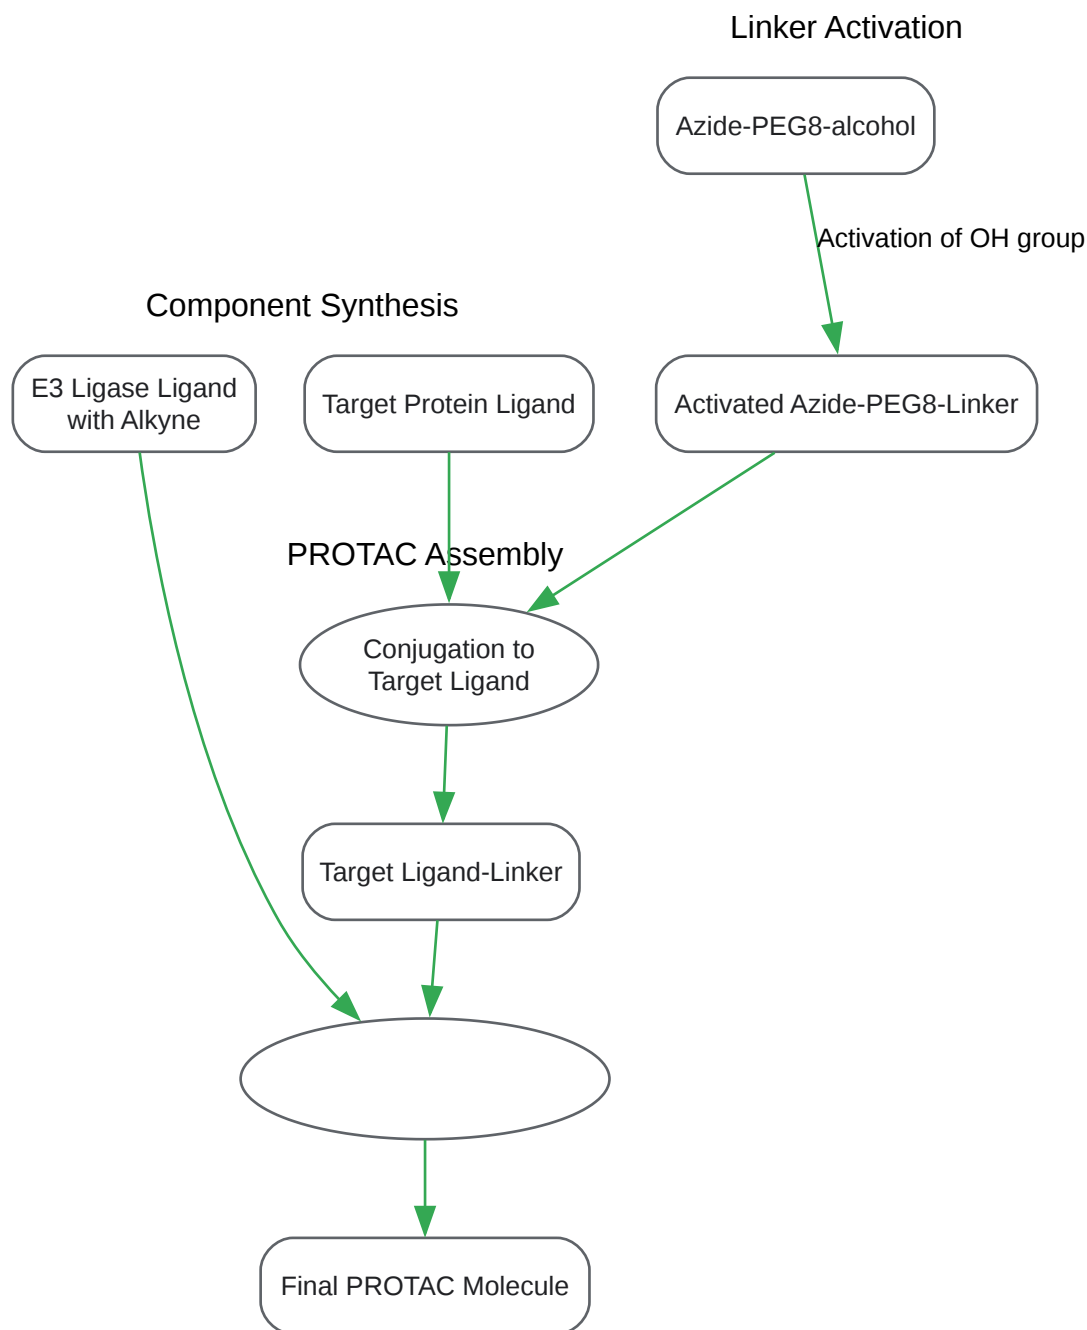 Linker Activation
Azide-PEG8-alcohol
Activation of OH group
Component Synthesis
E3 Ligase Ligand
with Alkyne
Target Protein Ligand
Activated Azide-PEG8-Linker
PROTAC Assembly
Conjugation to
Target Ligand
Target Ligand-Linker
Final PROTAC Molecule